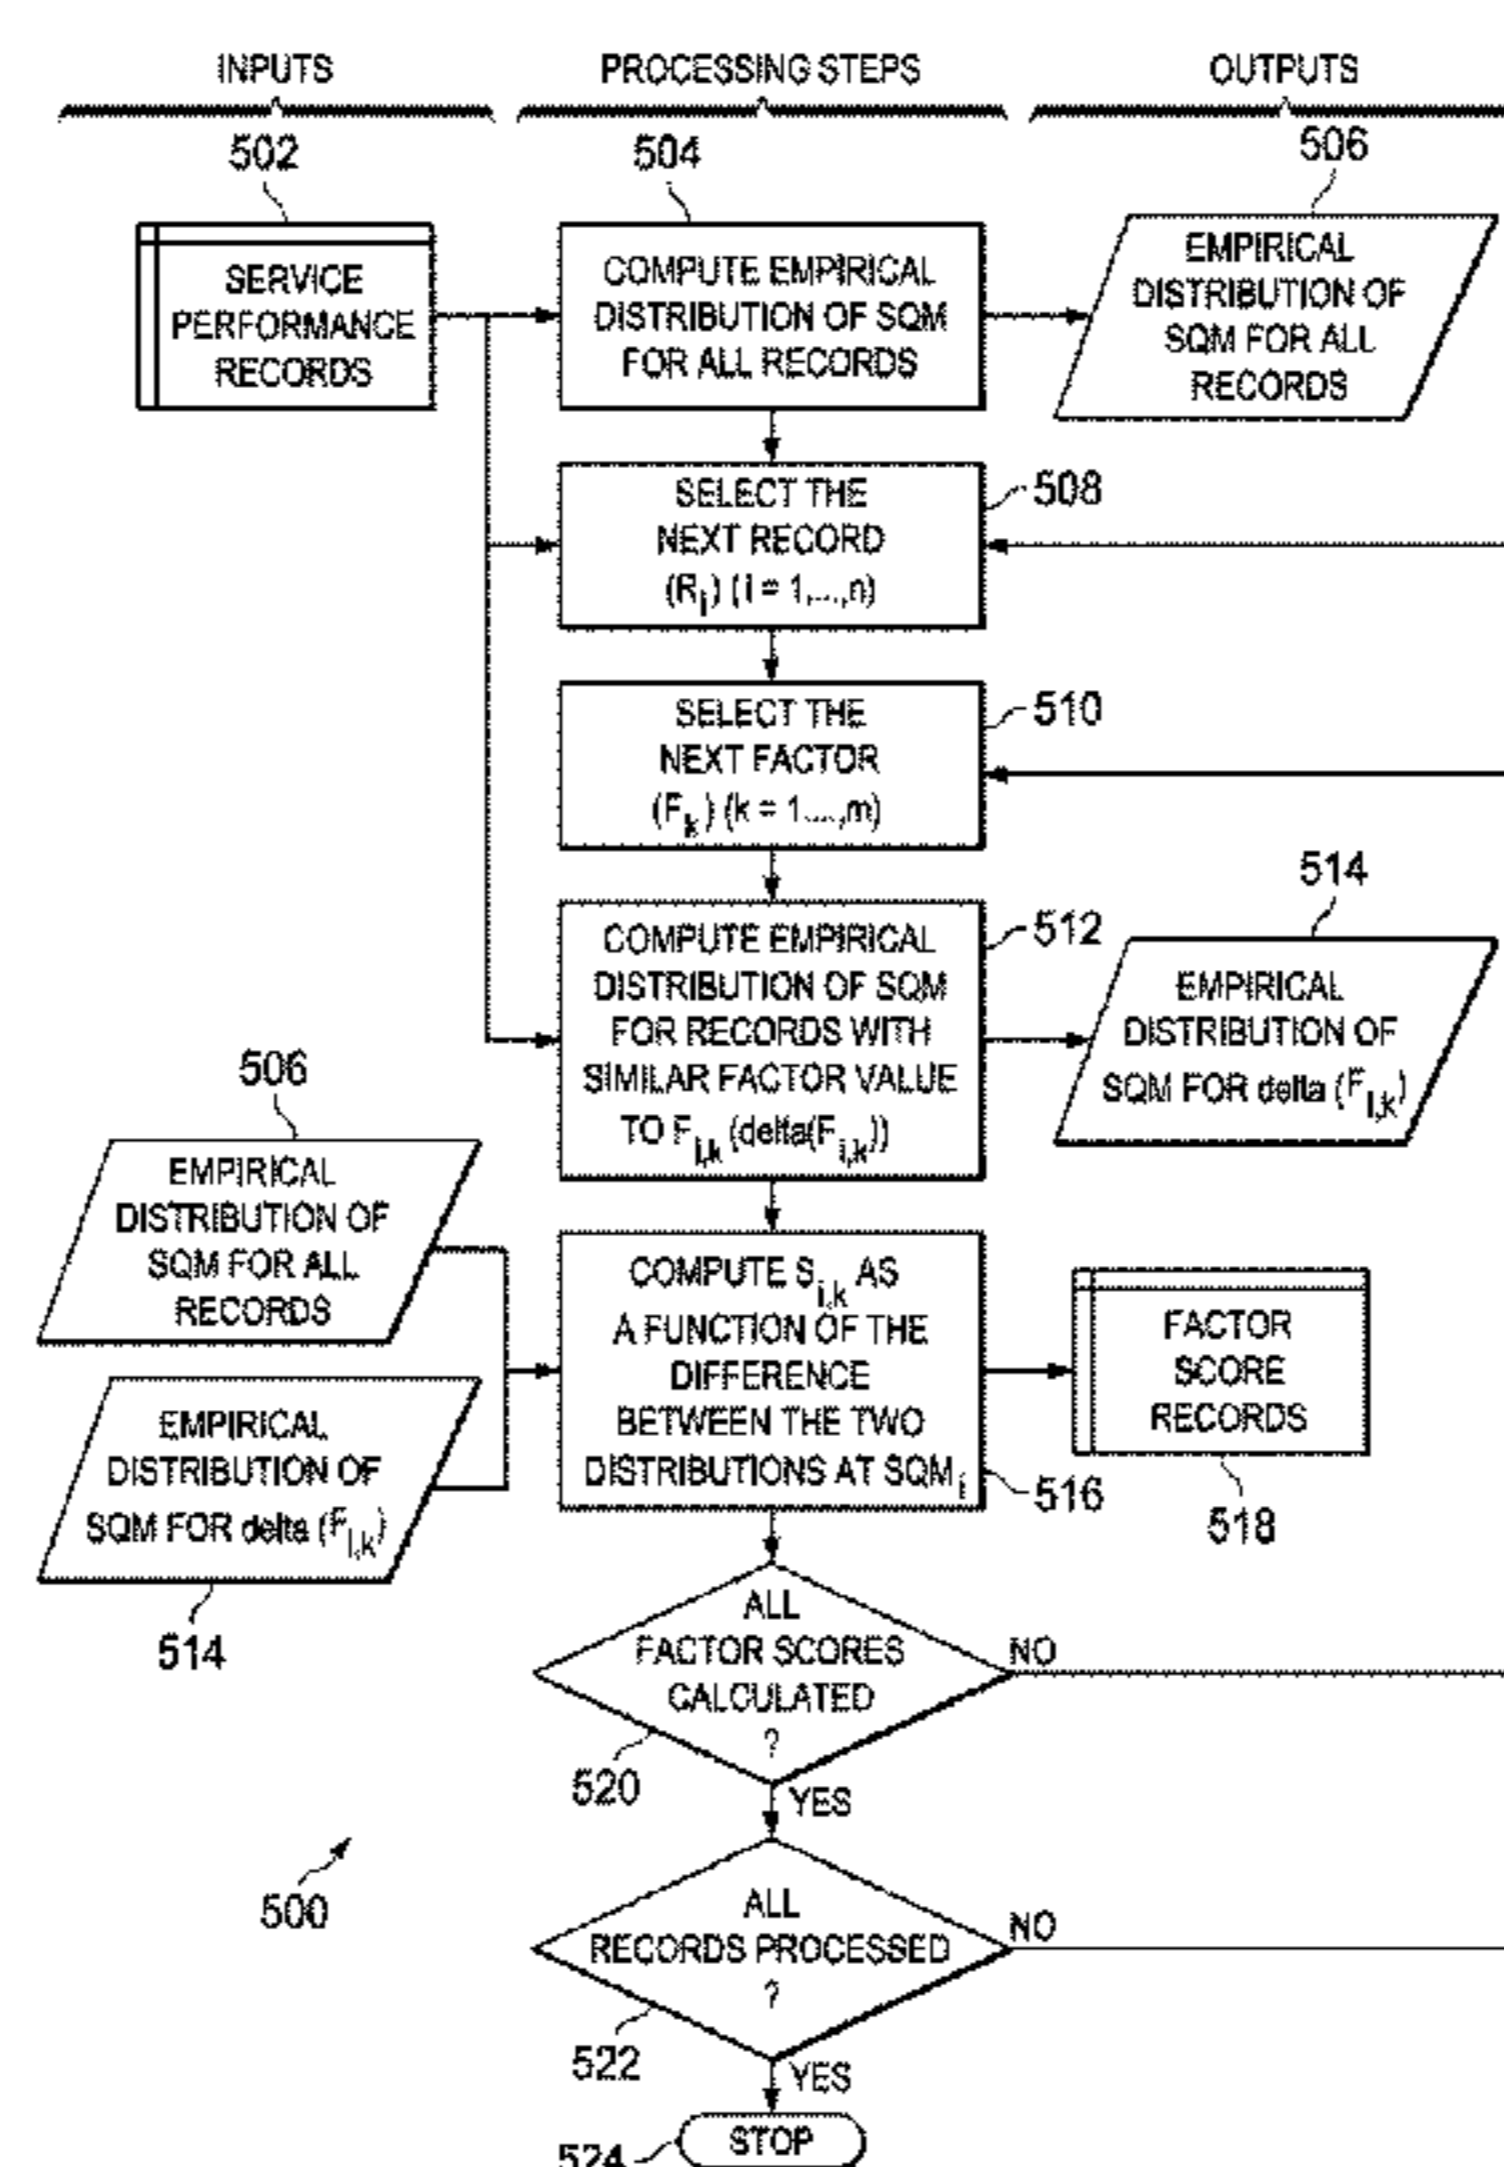 INPUTS
PROCESSING STEPS
OUTPUTS
502
504
506
SERVICE
PERFORMANCE
RECORDS
COMPUTE EMPIRICAL
DISTRIBUTION OF SQM
FOR ALL RECORDS
EMPIRICAL
DISTRIBUTION OF
SQM FOR ALL
RECORDS
SELECT THE
NEXT RECORD
(Ri) (i = 1,...,n)
508
SELECT THE
NEXT FACTOR
(Fk) (k = 1,...,m)
510
COMPUTE EMPIRICAL
DISTRIBUTION OF SQM
FOR RECORDS WITH
SIMILAR FACTOR VALUE
TO Fi,k (delta(Fi,k))
512
514
EMPIRICAL
DISTRIBUTION OF
SQM FOR delta (Fi,k)
506
EMPIRICAL
DISTRIBUTION OF
SQM FOR ALL
RECORDS
EMPIRICAL
DISTRIBUTION OF
SQM FOR delta (Fi,k)
514
COMPUTE Si,k AS
A FUNCTION OF THE
DIFFERENCE
BETWEEN THE TWO
DISTRIBUTIONS AT SQMi
516
FACTOR
SCORE
RECORDS
518
ALL
FACTOR SCORES
CALCULATED
?
NO
520
YES
500
ALL
RECORDS PROCESSED
?
NO
522
YES
STOP
524